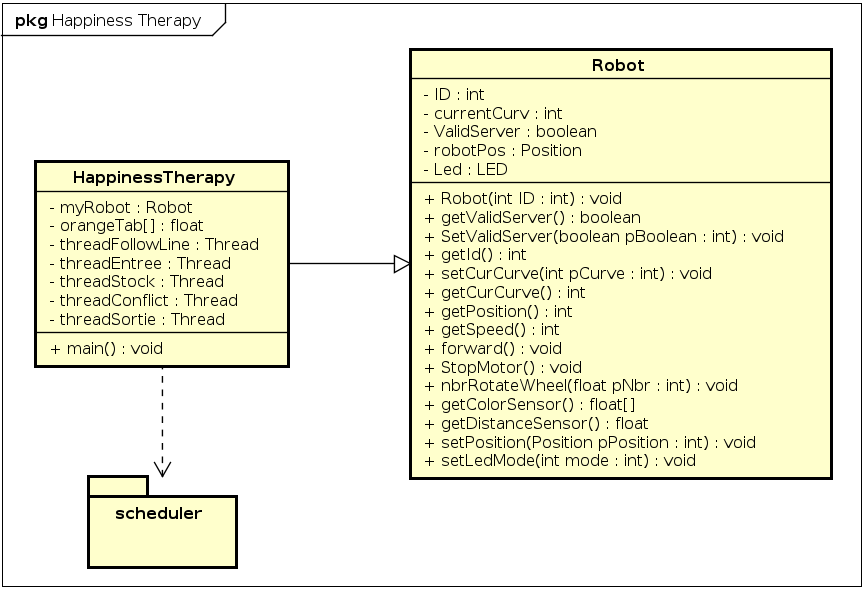 pkg Happiness Therapy
Robot
- ID : int
- currentCurv : int
- ValidServer : boolean
- robotPos : Position
- Led : LED
+ Robot(int ID : int) : void
+ getValidServer() : boolean
+ SetValidServer(boolean pBoolean : int) : void
+ getId() : int
+ setCurCurve(int pCurve : int) : void
+ getCurCurve() : int
+ getPosition() : int
+ getSpeed() : int
+ forward() : void
+ StopMotor() : void
+ nbrRotateWheel(float pNbr : int) : void
+ getColorSensor() : float[]
+ getDistanceSensor() : float
+ setPosition(Position pPosition : int) : void
+ setLedMode(int mode : int) : void
HappinessTherapy
- myRobot : Robot
- orangeTab[] : float
- threadFollowLine : Thread
- threadEntree : Thread
- threadStock : Thread
- threadConflict : Thread
- threadSortie : Thread
+ main() : void
scheduler